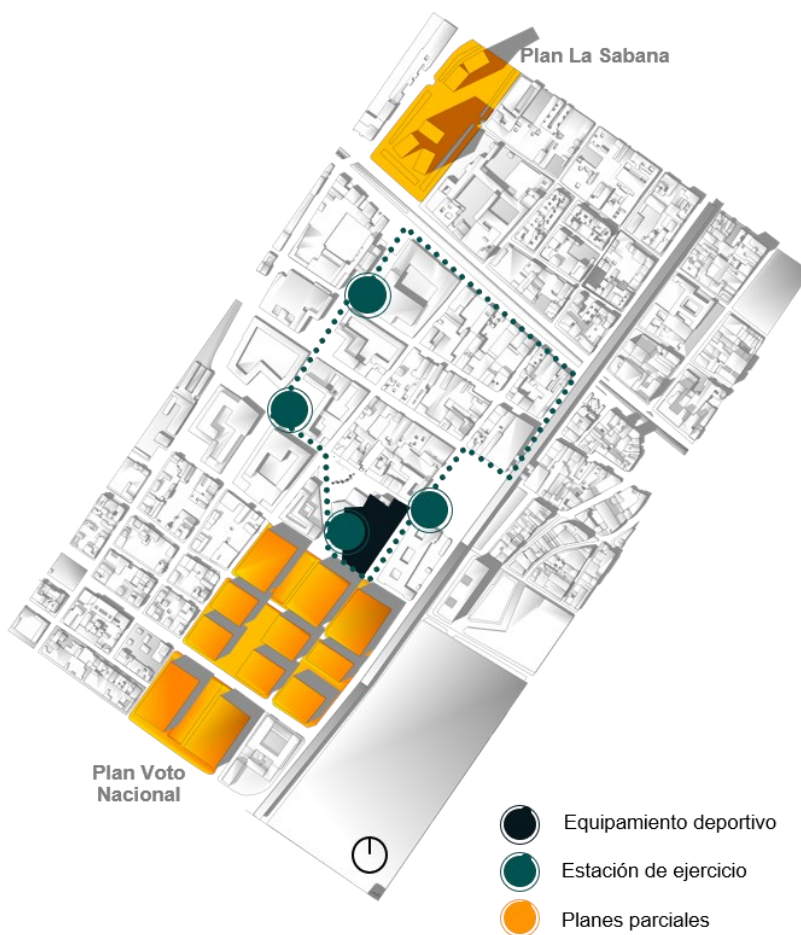 Plan La Sabana
Plan Voto
Nacional
Equipamiento deportivo
Estación de ejercicio
Planes parciales